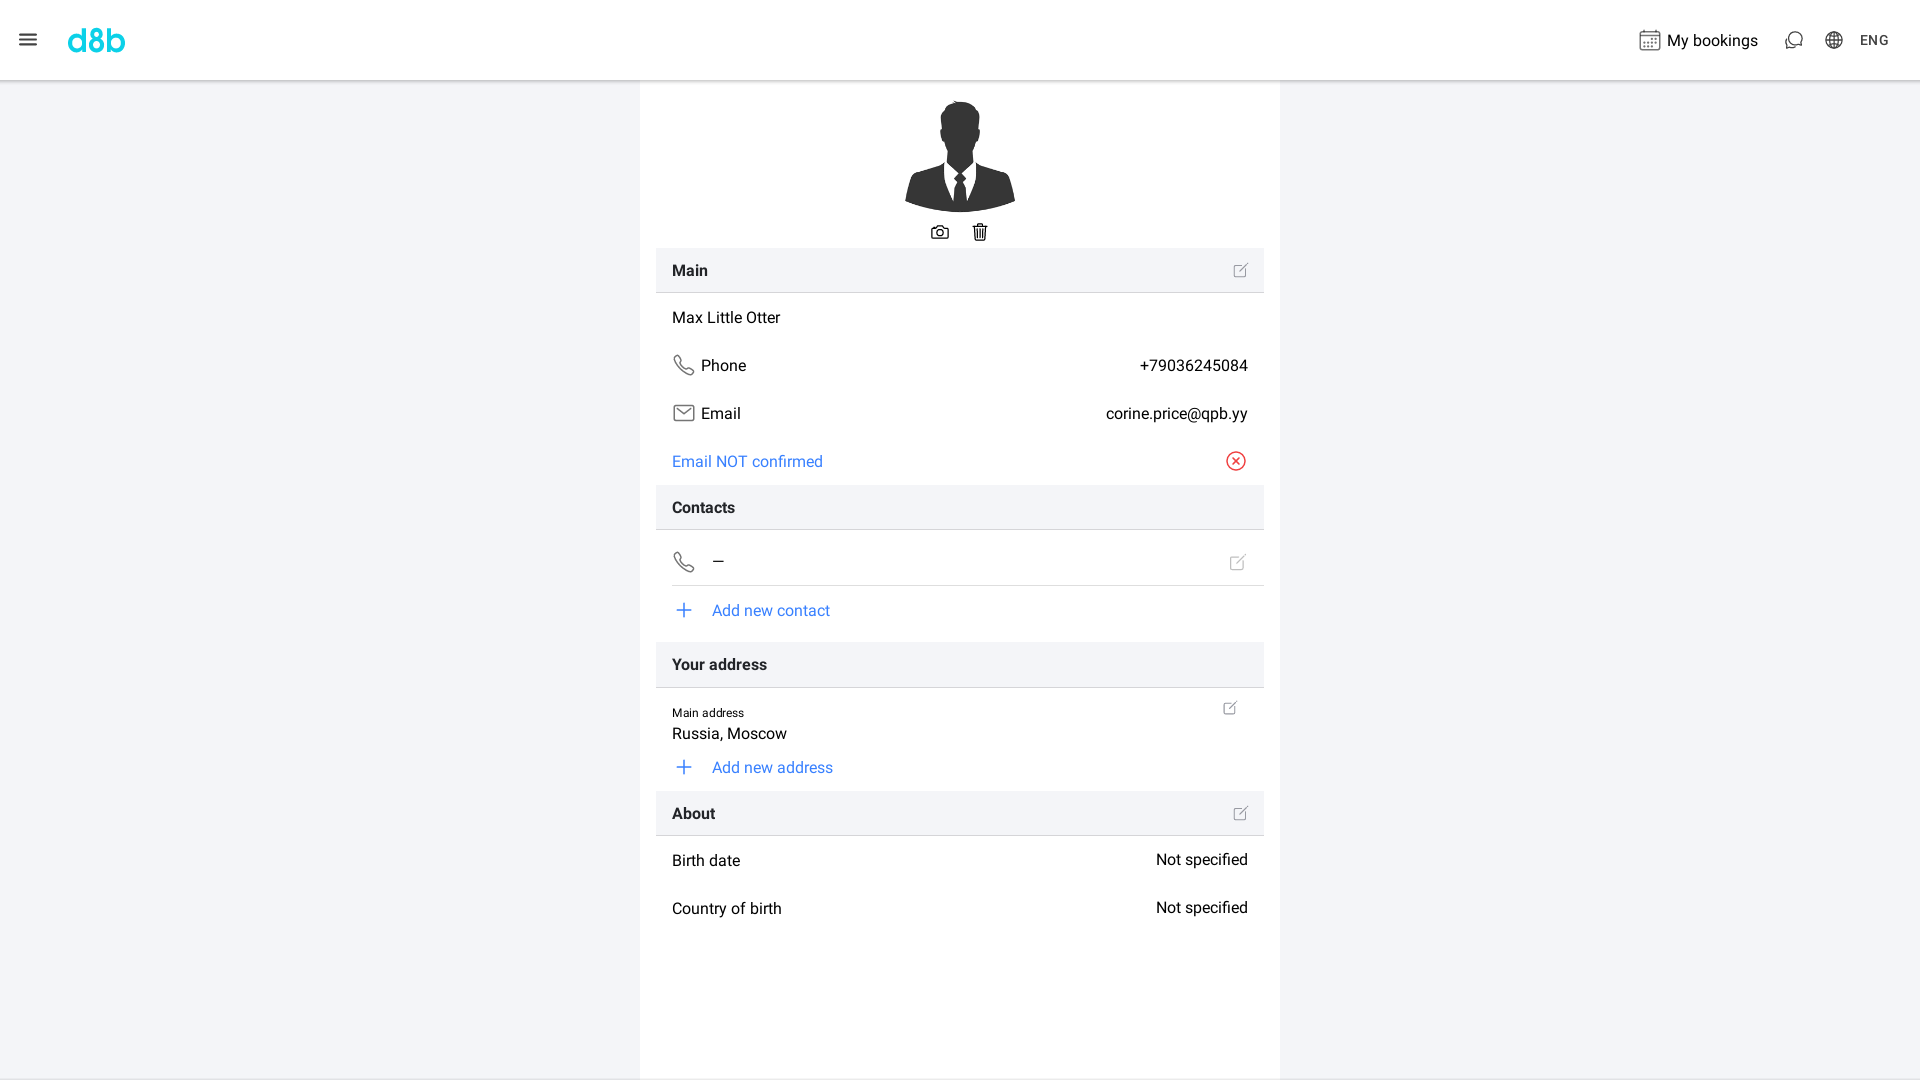 d8b
My bookings
ENG
Main
Max Little Otter
Phone
+79036245084
Email
corine.price@qpb.yy
Email NOT confirmed
Contacts
—
Add new contact
Your address
Main address
Russia, Moscow
Add new address
About
Birth date
Not specified
Country of birth
Not specified